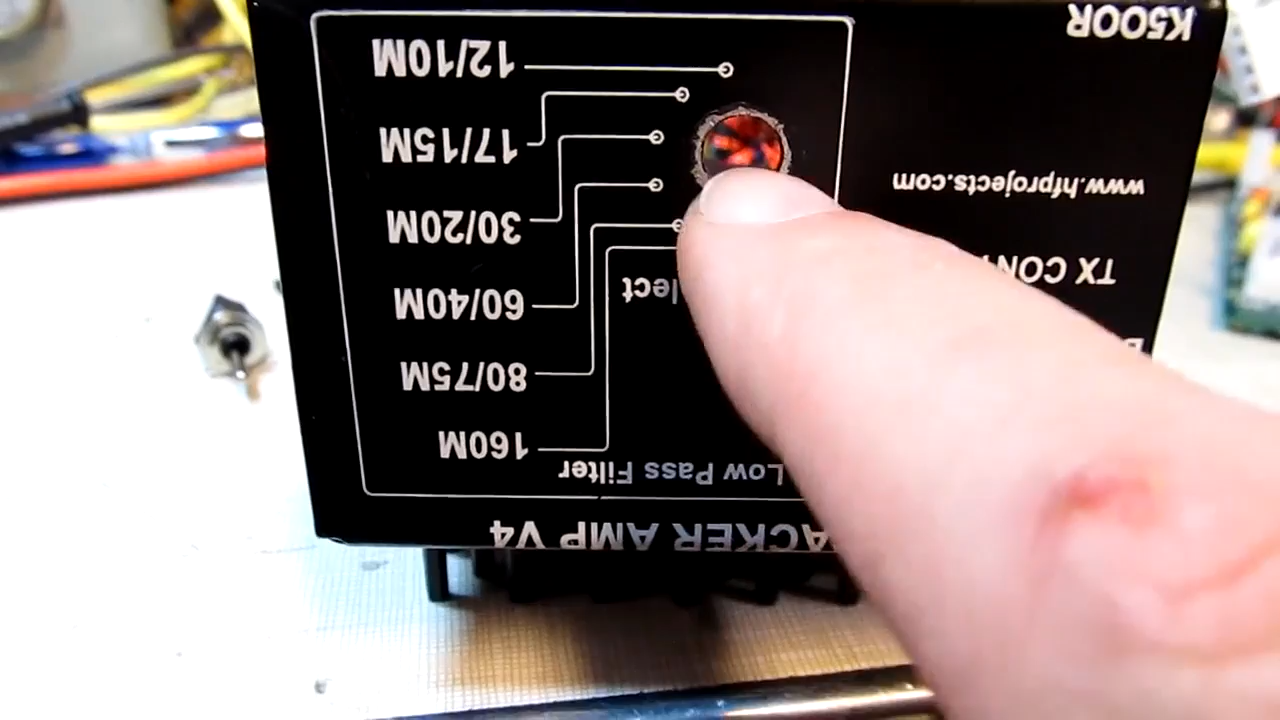 ACKER AMP V4
Low Pass Filter
160M
80/75M
60/40M
30/20M
17/15M
12/10M
lect
TX CON
www.hfprojects.com
K500R